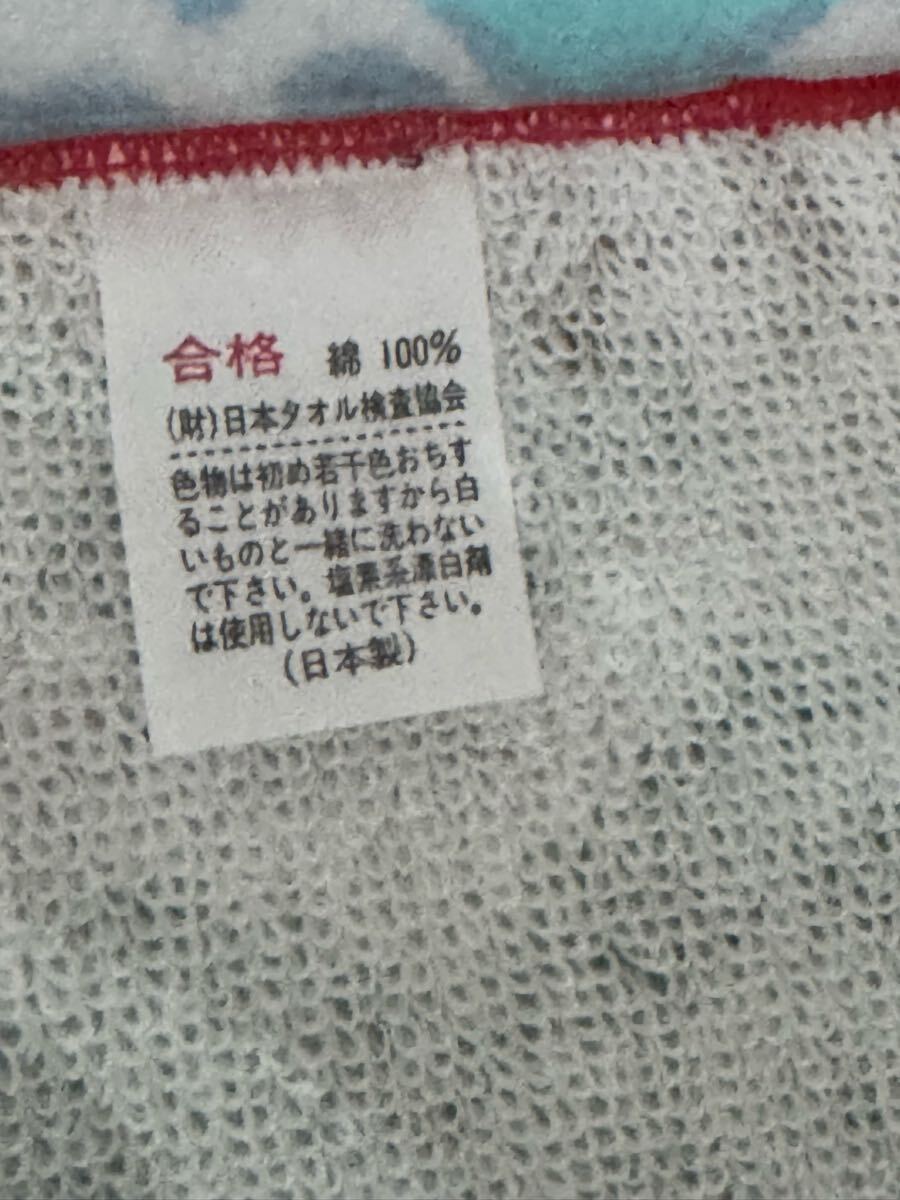 合格 綿 100%
(財)日本タオル検査協会
色物は初め若干色おちす
ることがありますから白
いものと一緒に洗わない
で下さい。塩素系漂白剤
は使用しないで下さい。
(日本製)